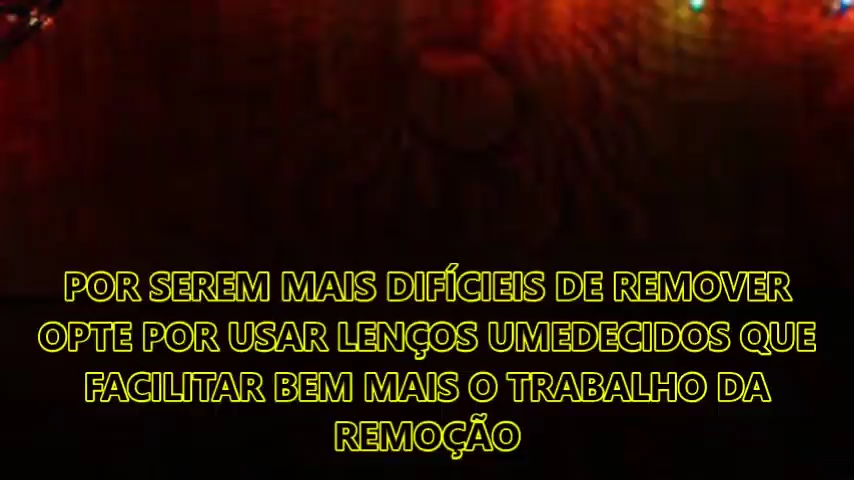 POR SEREM MAIS DIFÍCIEIS DE REMOVER
OPTE POR USAR LENÇOS UMEDECIDOS QUE
FACILITAR BEM MAIS O TRABALHO DA
REMOÇÃO